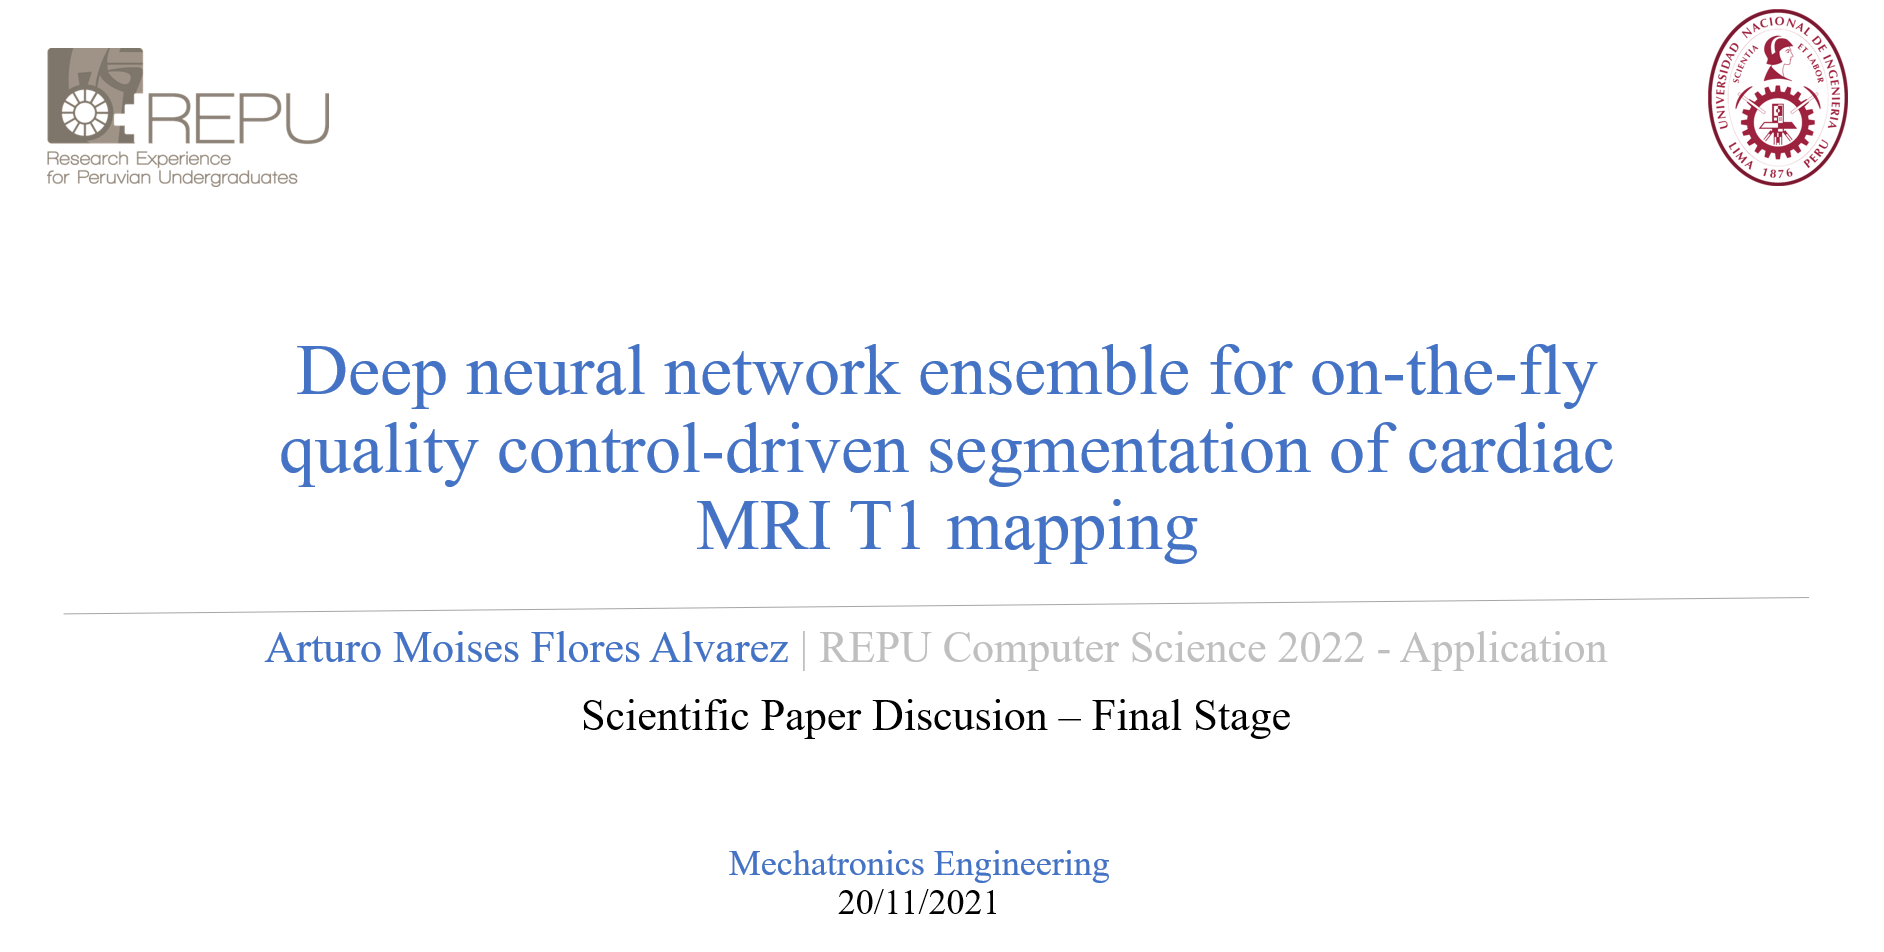 REPU
Research Experience
for Peruvian Undergraduates
UNIVERSIDAD NACIONAL DE INGENIERIA
SCIENTIA ET LABOR
LIMA 1876 PERU
Deep neural network ensemble for on-the-fly
quality control-driven segmentation of cardiac
MRI T1 mapping
Arturo Moises Flores Alvarez | REPU Computer Science 2022 - Application
Scientific Paper Discusion – Final Stage
Mechatronics Engineering
20/11/2021